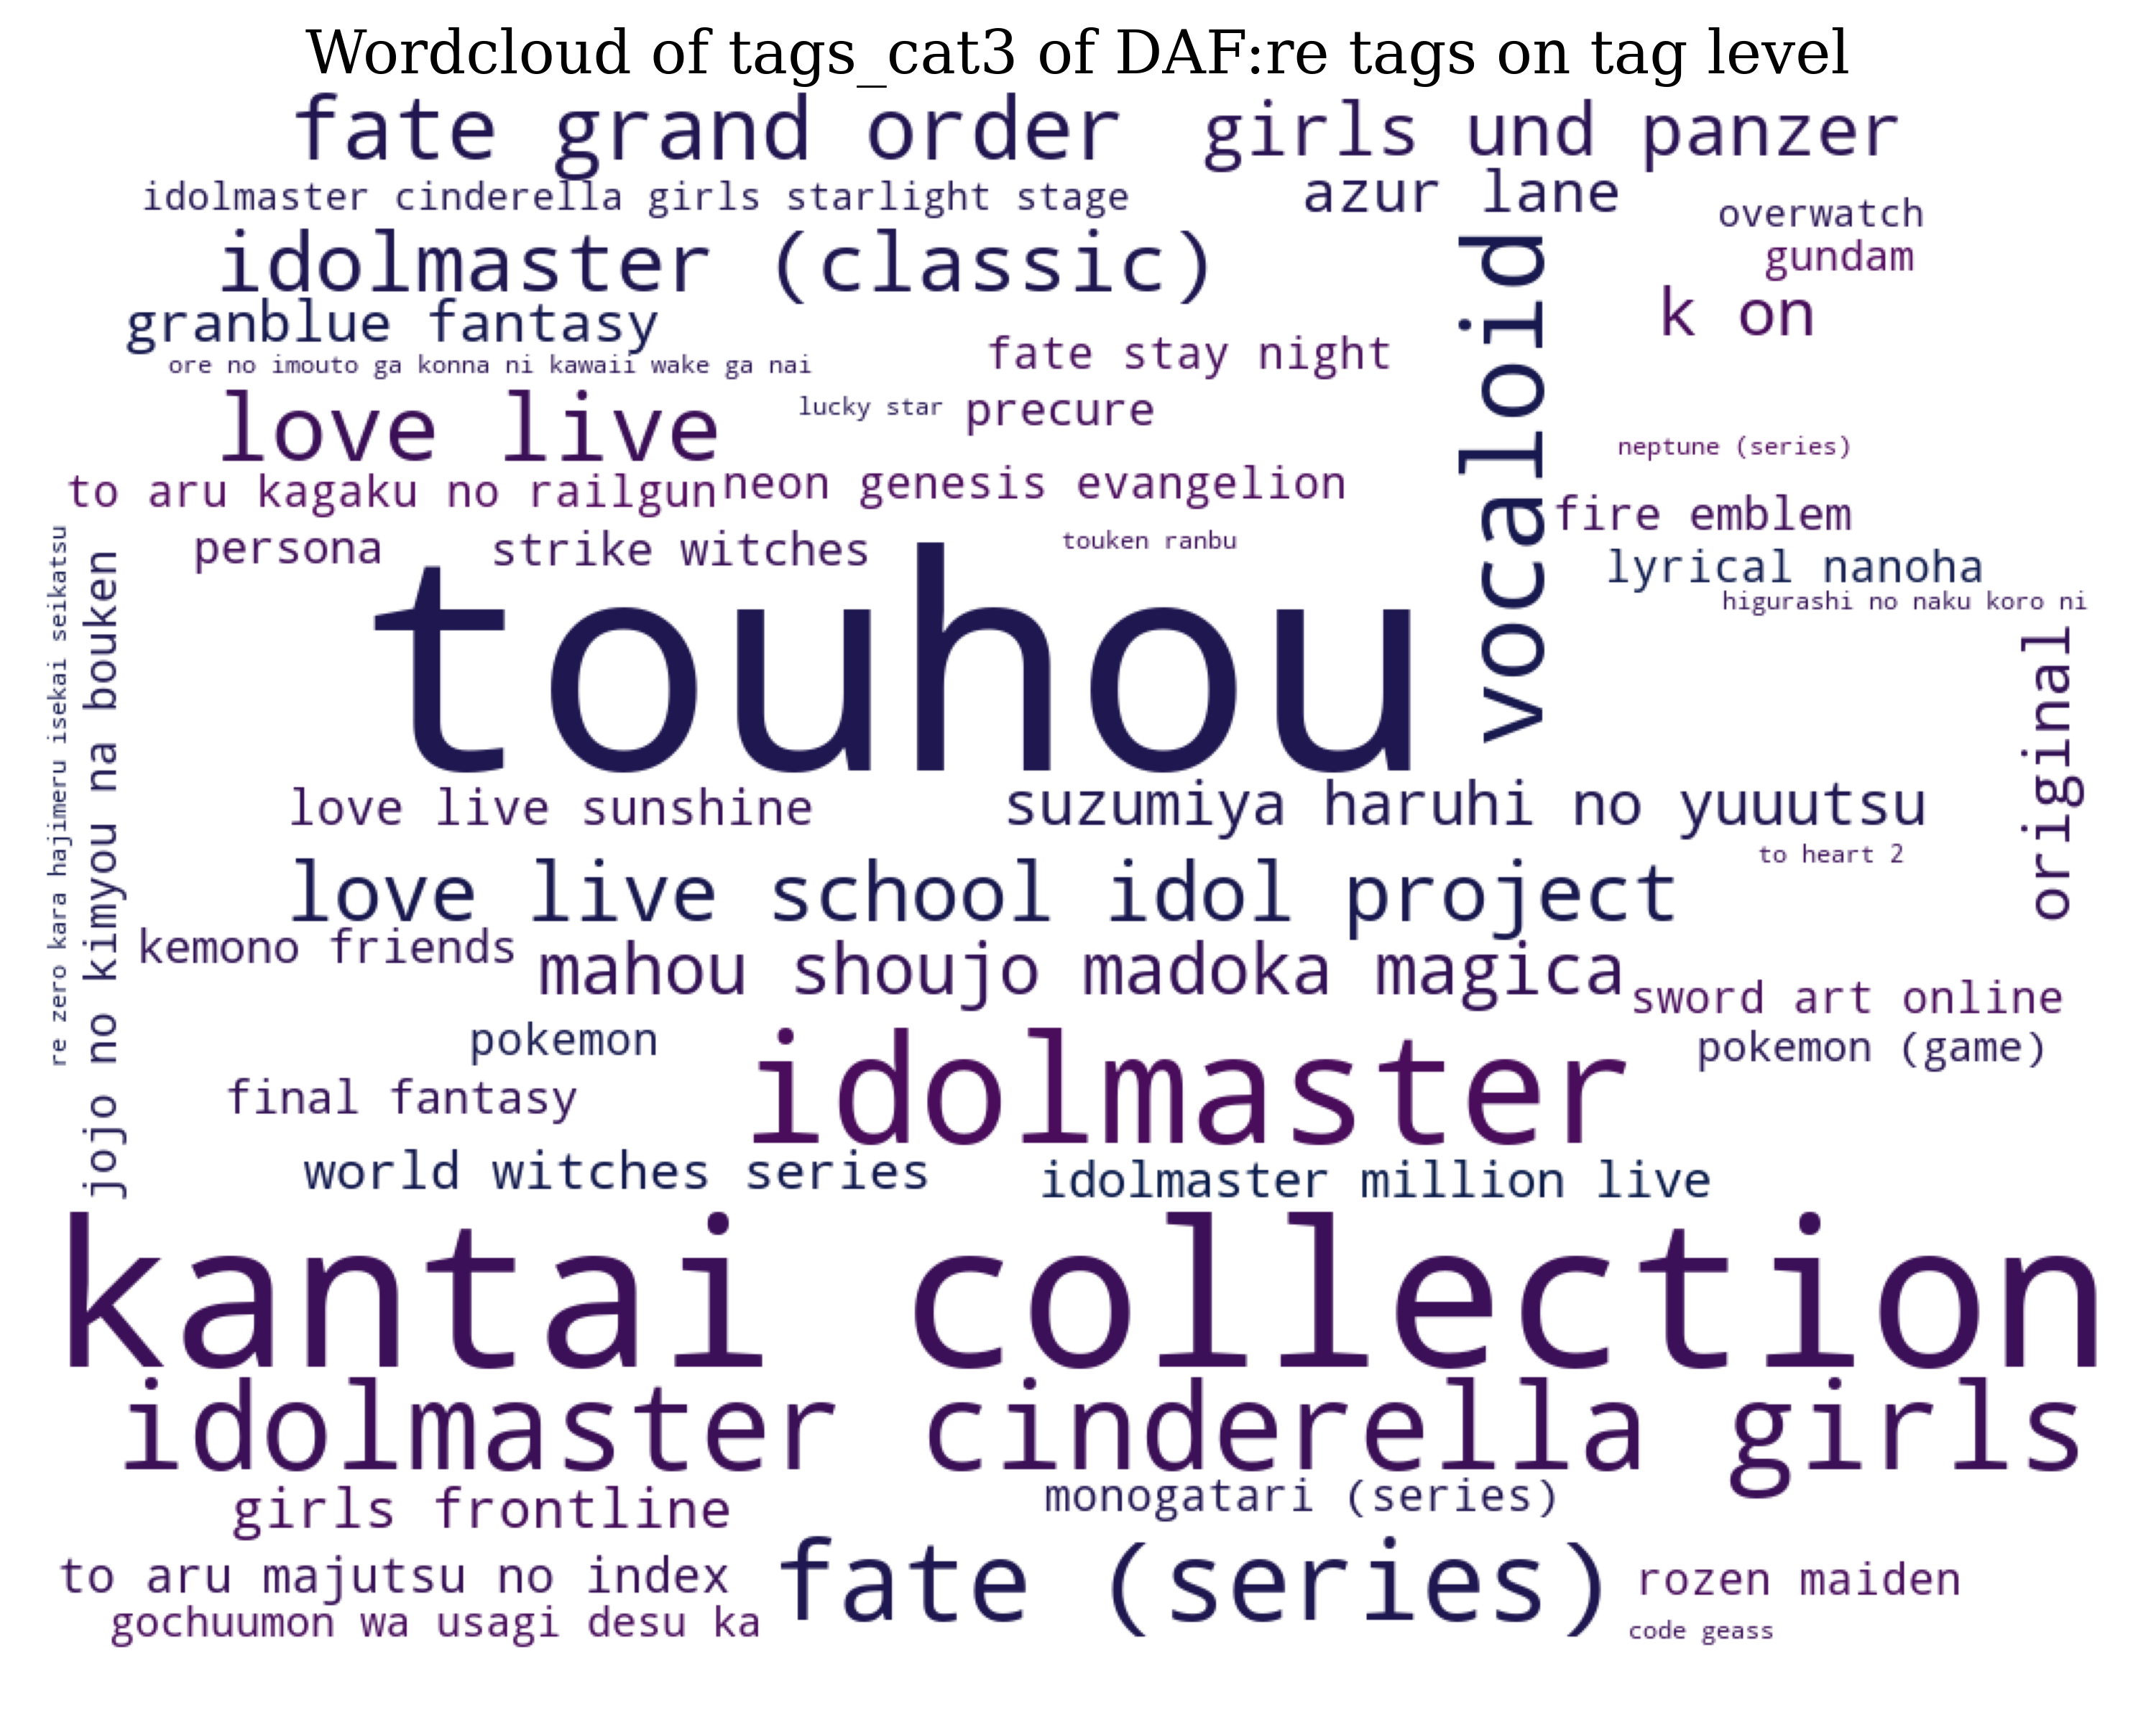 Wordcloud of tags_cat3 of DAF:re tags on tag level
fate grand order
girls und panzer
idolmaster cinderella girls starlight stage
azur lane
overwatch
idolmaster (classic)
vocaloid
gundam
granblue fantasy
k on
ore no imouto ga konna ni kawaii wake ga nai
fate stay night
love live
lucky star
precure
neptune (series)
to aru kagaku no railgun
neon genesis evangelion
fire emblem
persona
strike witches
touken ranbu
lyrical nanoha
higurashi no naku koro ni
re zero kara hajimeru isekai seikatsu
jojo no kimyou na bouken
touhou
original
love live sunshine
suzumiya haruhi no yuuutsu
to heart 2
love live school idol project
kemono friends
mahou shoujo madoka magica
sword art online
pokemon
idolmaster
pokemon (game)
final fantasy
world witches series
idolmaster million live
kantai collection
idolmaster cinderella girls
girls frontline
monogatari (series)
to aru majutsu no index
fate (series)
rozen maiden
gochuumon wa usagi desu ka
code geass